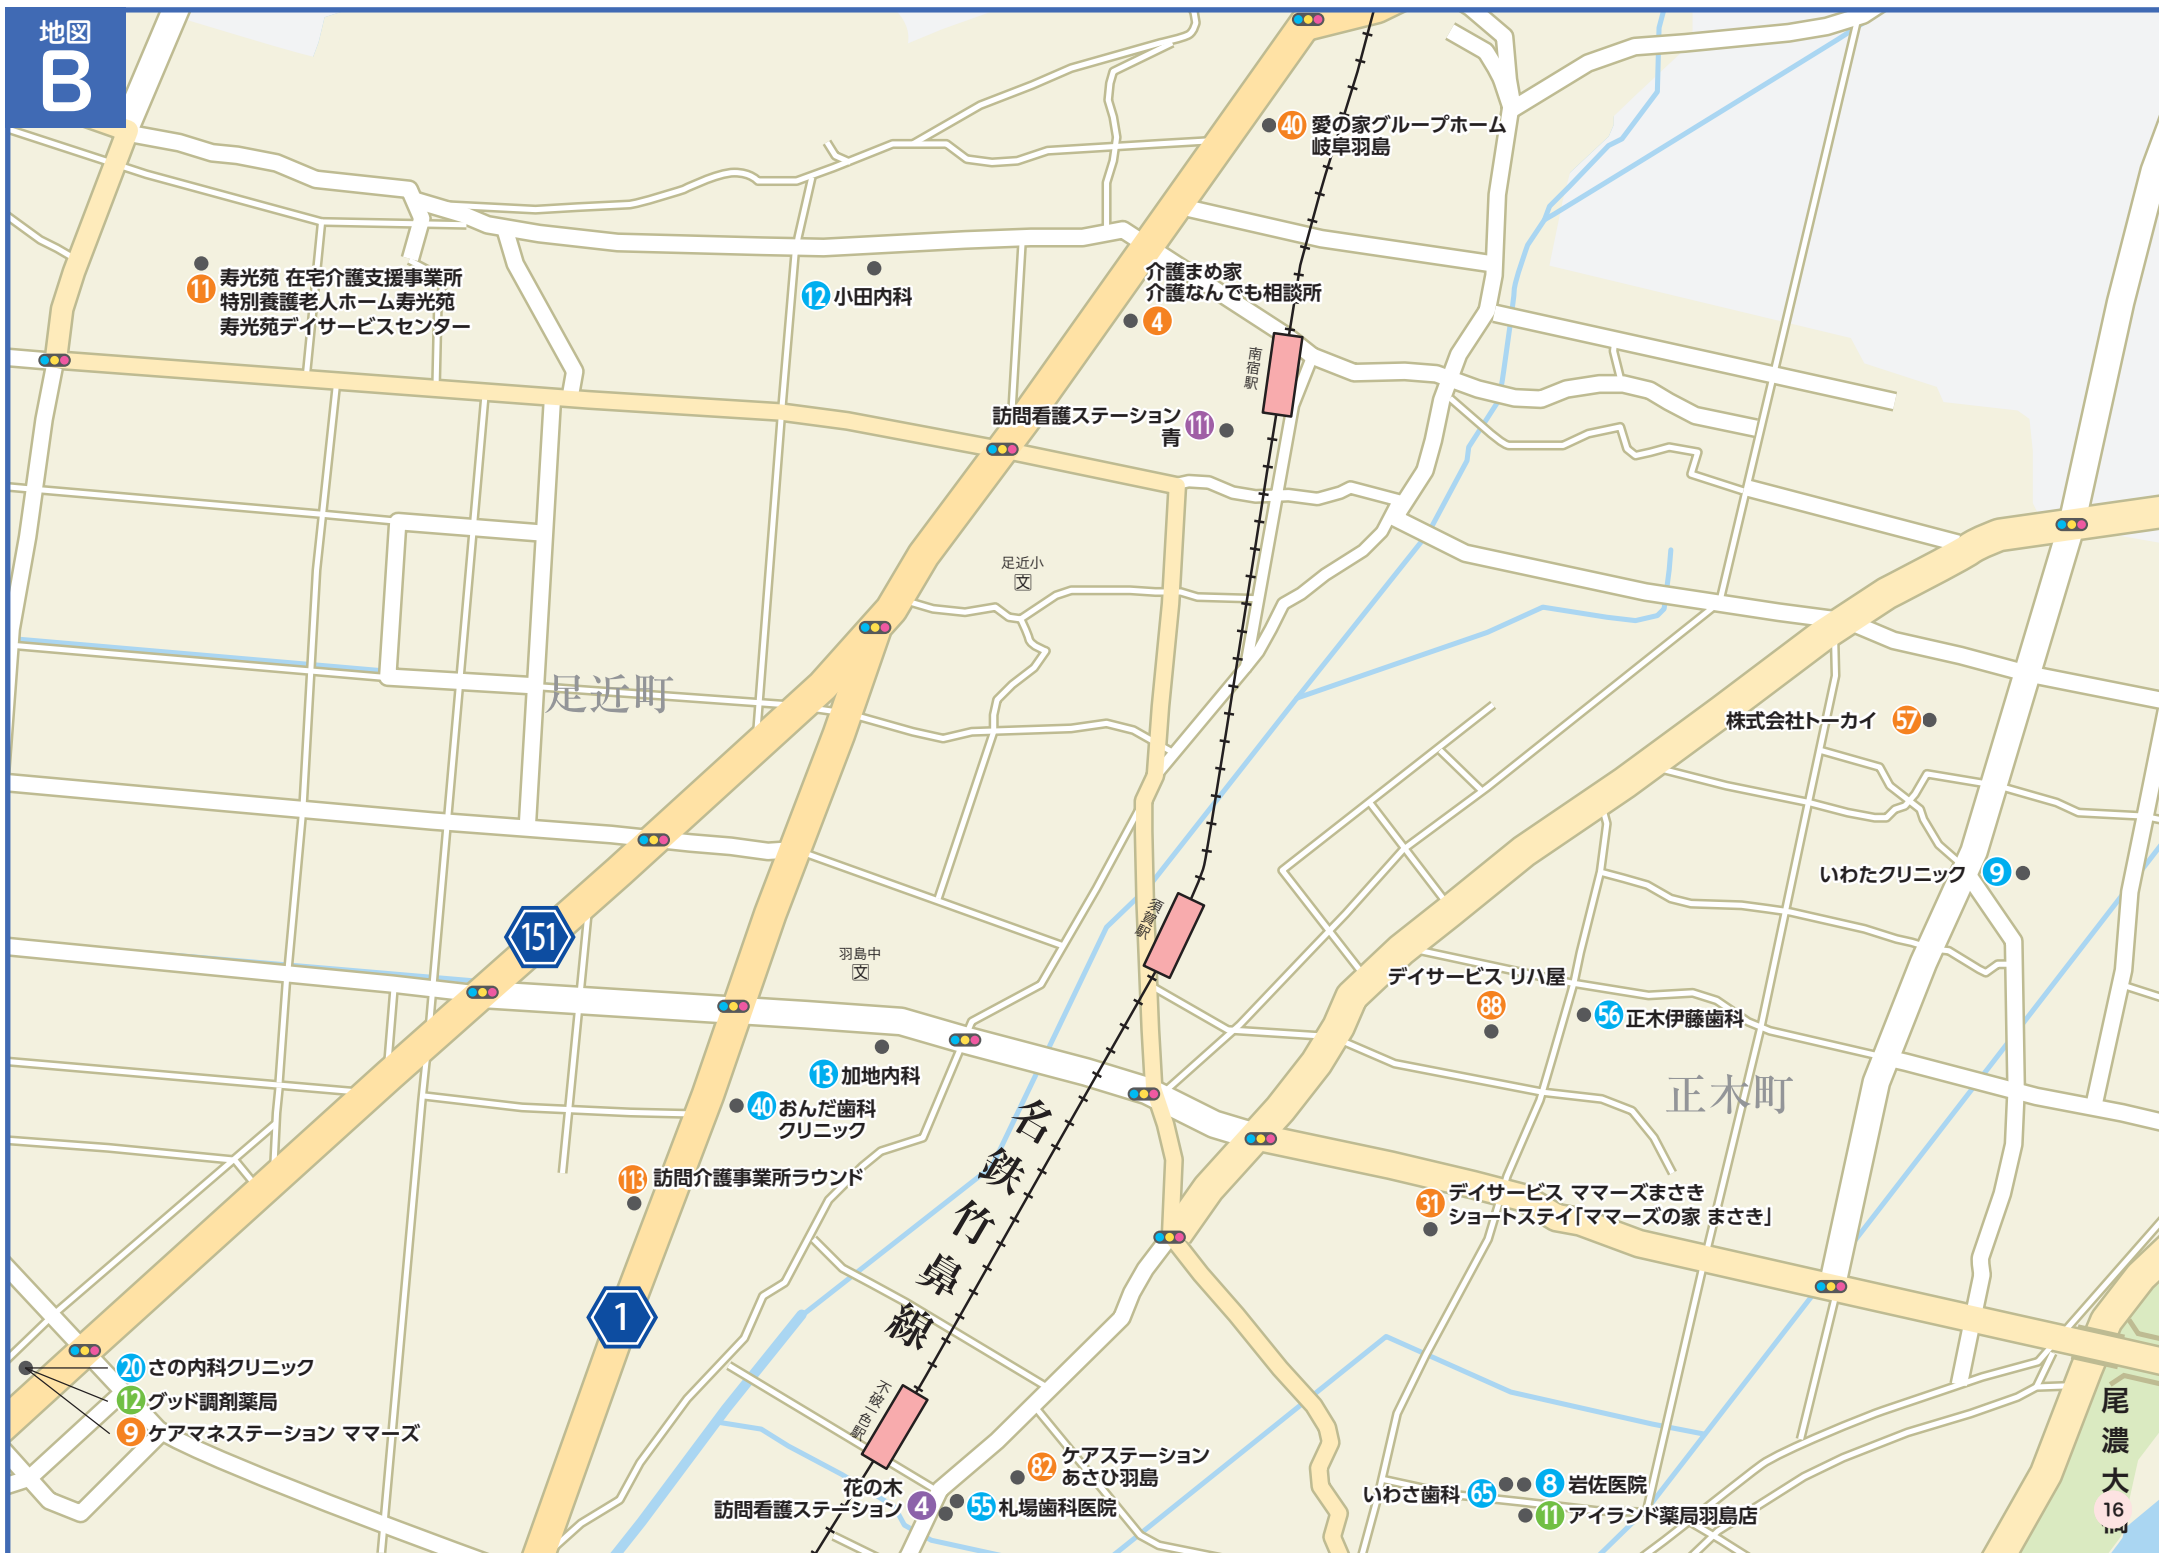 地図
B
40 愛の家グループホーム
岐阜羽島
11 寿光苑 在宅介護支援事業所
特別養護老人ホーム寿光苑
寿光苑デイサービスセンター
12 小田内科
介護まめ家
介護なんでも相談所
4
南宿駅
訪問看護ステーション
青 111
足近小
文
足近町
株式会社トーカイ 57
いわたクリニック 9
151
須賀駅
羽島中
文
デイサービス リハ屋
88
56 正木伊藤歯科
13 加地内科
40 おんだ歯科
クリニック
正木町
名鉄竹鼻線
113 訪問介護事業所ラウンド
31 デイサービス ママーズまさき
ショートステイ「ママーズの家 まさき」
1
20 さの内科クリニック
12 グッド調剤薬局
9 ケアマネステーション ママーズ
不破一色駅
82 ケアステーション
あさひ羽島
花の木
訪問看護ステーション 4
55 札場歯科医院
いわさ歯科 65
8 岩佐医院
11 アイランド薬局羽島店
尾濃大
16